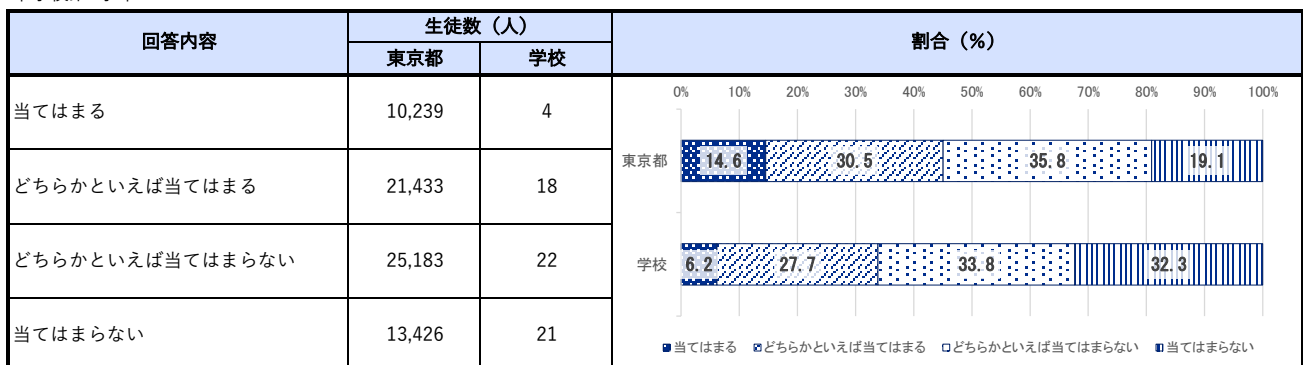 回答内容
生徒数（人）
割合（%）
東京都
学校
当てはまる
10,239
4
どちらかといえば当てはまる
21,433
18
どちらかといえば当てはまらない
25,183
22
当てはまらない
13,426
21
0% 10% 20% 30% 40% 50% 60% 70% 80% 90% 100%
東京都 14.6 30.5 35.8 19.1
学校 6.2 27.7 33.8 32.3
当てはまる どちらかといえば当てはまる どちらかといえば当てはまらない 当てはまらない